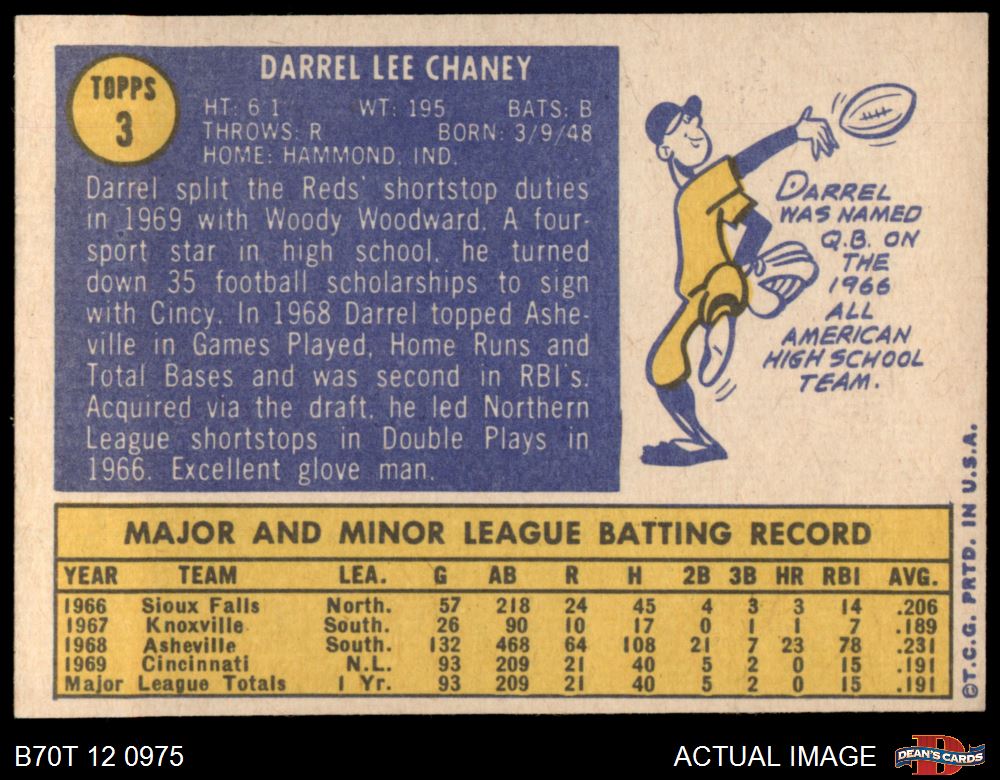 TOPPS
3
DARREL LEE CHANEY
HT: 6 1 WT: 195 BATS: B
THROWS: R BORN: 3/9/48
HOME: HAMMOND, IND.
Darrel split the Reds' shortstop duties
in 1969 with Woody Woodward. A four-
sport star in high school, he turned
down 35 football scholarships to sign
with Cincy. In 1968 Darrel topped Ashe-
ville in Games Played, Home Runs and
Total Bases and was second in RBI's.
Acquired via the draft, he led Northern
League shortstops in Double Plays in
1966. Excellent glove man.
DARREL
WAS NAMED
Q.B. ON
THE
1966
ALL
AMERICAN
HIGH SCHOOL
TEAM.
MAJOR AND MINOR LEAGUE BATTING RECORD
YEAR TEAM LEA. G AB R H 2B 3B HR RBI AVG.
1966 Sioux Falls North. 57 218 24 45 4 3 3 14 .206
1967 Knoxville South. 26 90 10 17 0 1 1 7 .189
1968 Asheville South. 132 468 64 108 21 7 23 78 .231
1969 Cincinnati N.L. 93 209 21 40 5 2 0 15 .191
Major League Totals 1 Yr. 93 209 21 40 5 2 0 15 .191
©T.C.G. PRTD. IN U.S.A.
B70T 12 0975 ACTUAL IMAGE
D
DEAN'S CARDS